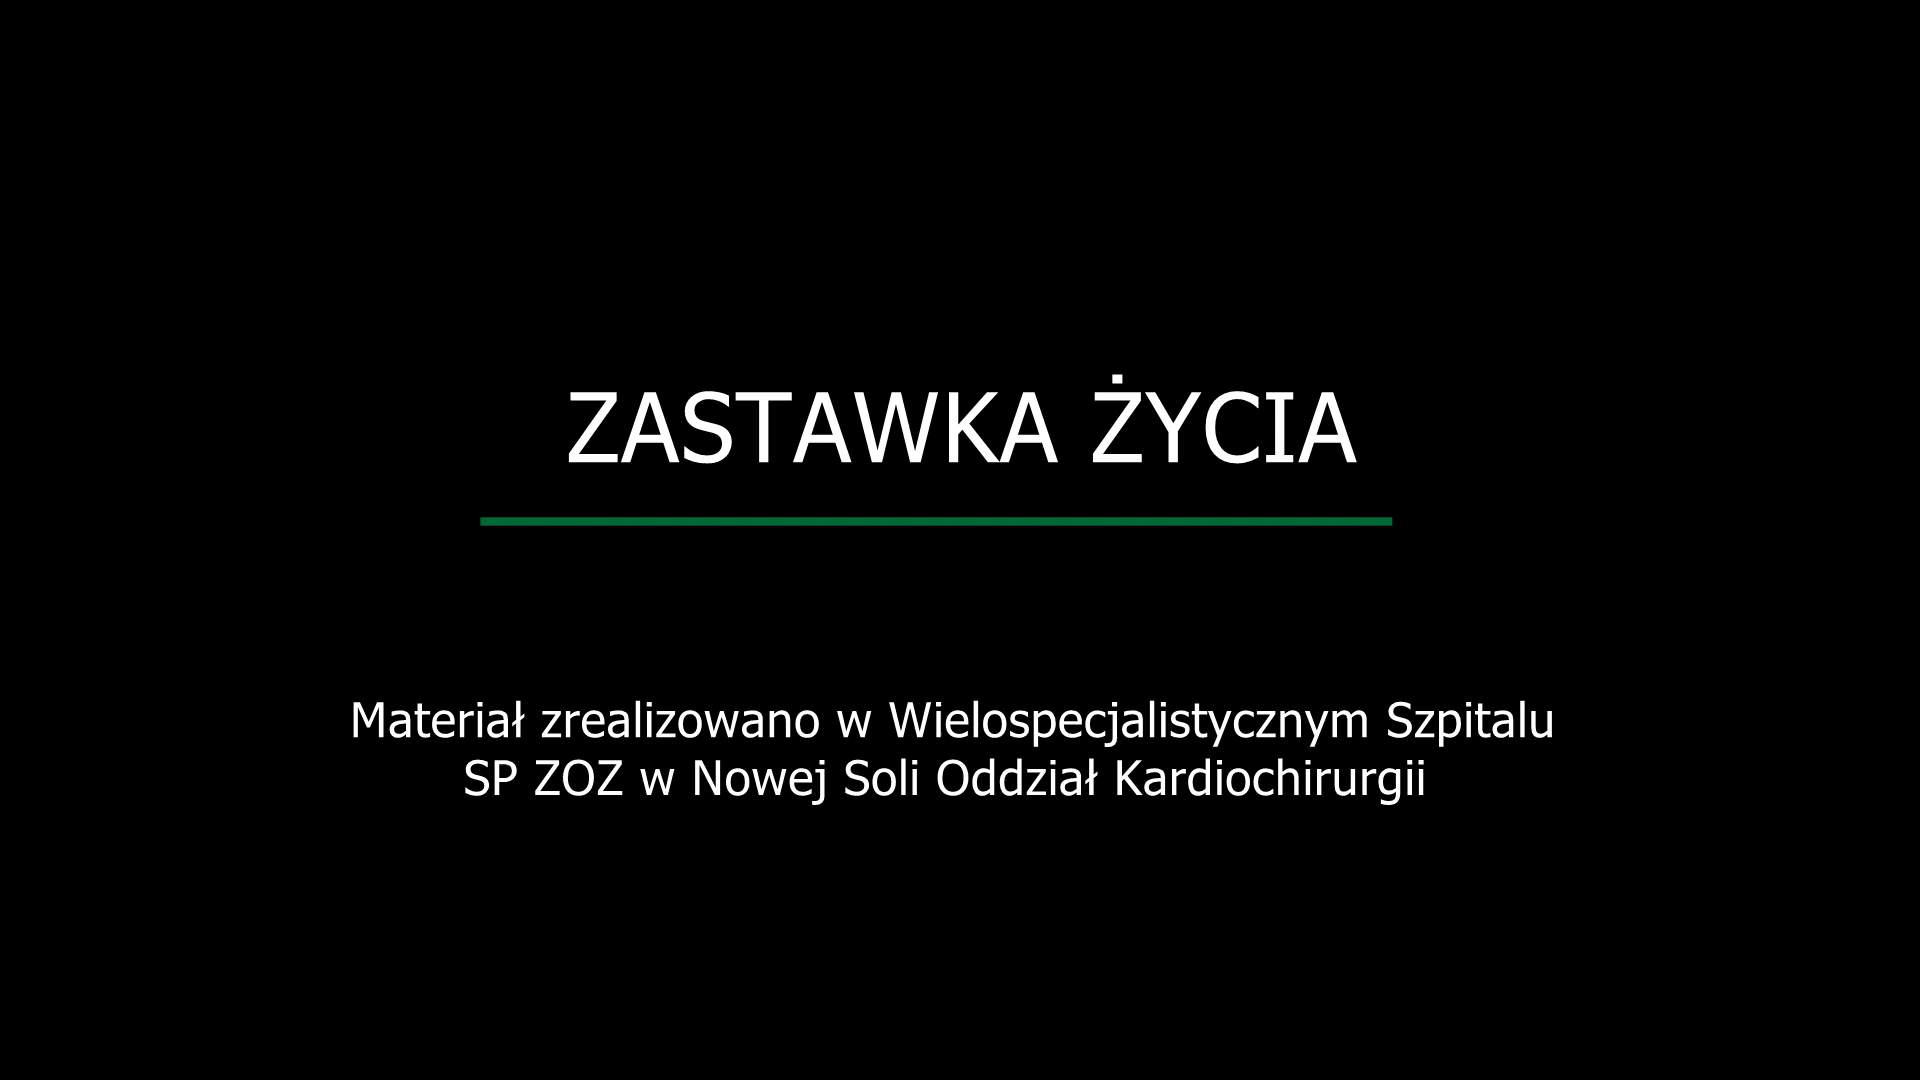 ZASTAWKA ŻYCIA
Materiał zrealizowano w Wielospecjalistycznym Szpitalu
SP ZOZ w Nowej Soli Oddział Kardiochirurgii